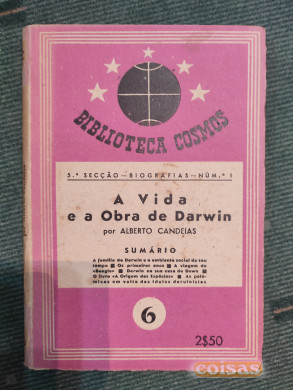 BIBLIOTECA COSMOS
5.ª SECÇÃO — BIOGRAFIAS — NÚM.º 1
A Vida
e a Obra de Darwin
por ALBERTO CANDEIAS
SUMÁRIO
A família de Darwin e o ambiente social do seu
tempo ■ Os primeiros anos ■ A viagem do
«Beagle» ■ Darwin na sua casa de Down ■
O livro «A Origem das Espécies» ■ As polé-
micas em volta das ideias darwinistas
6
2$50
coisas